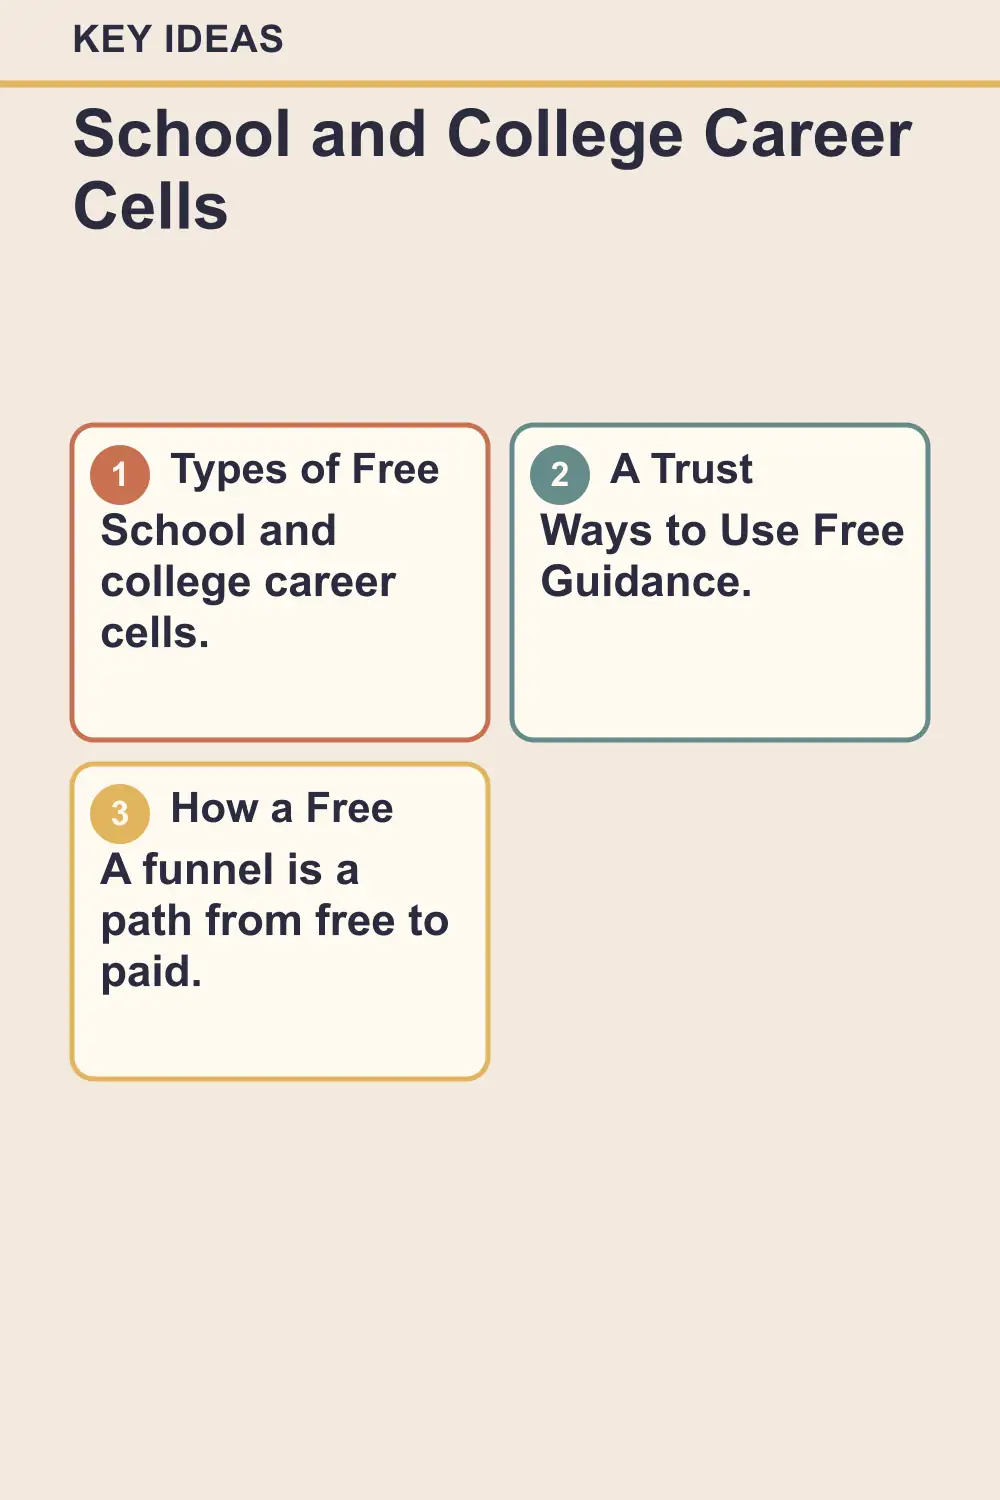 KEY IDEAS
School and College Career
Cells
1 Types of Free
School and
college career
cells.
2 A Trust
Ways to Use Free
Guidance.
3 How a Free
A funnel is a
path from free to
paid.